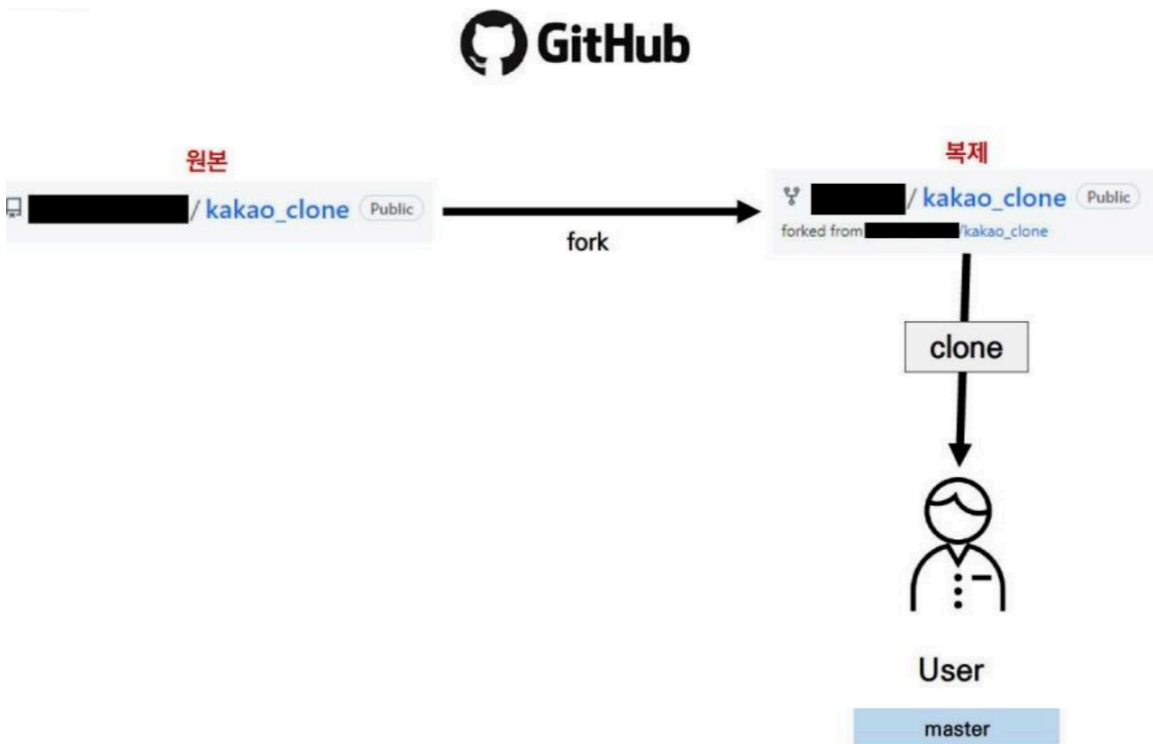 GitHub
원본
복제
/ kakao_clone Public
/ kakao_clone Public
forked from /kakao_clone
fork
clone
User
master